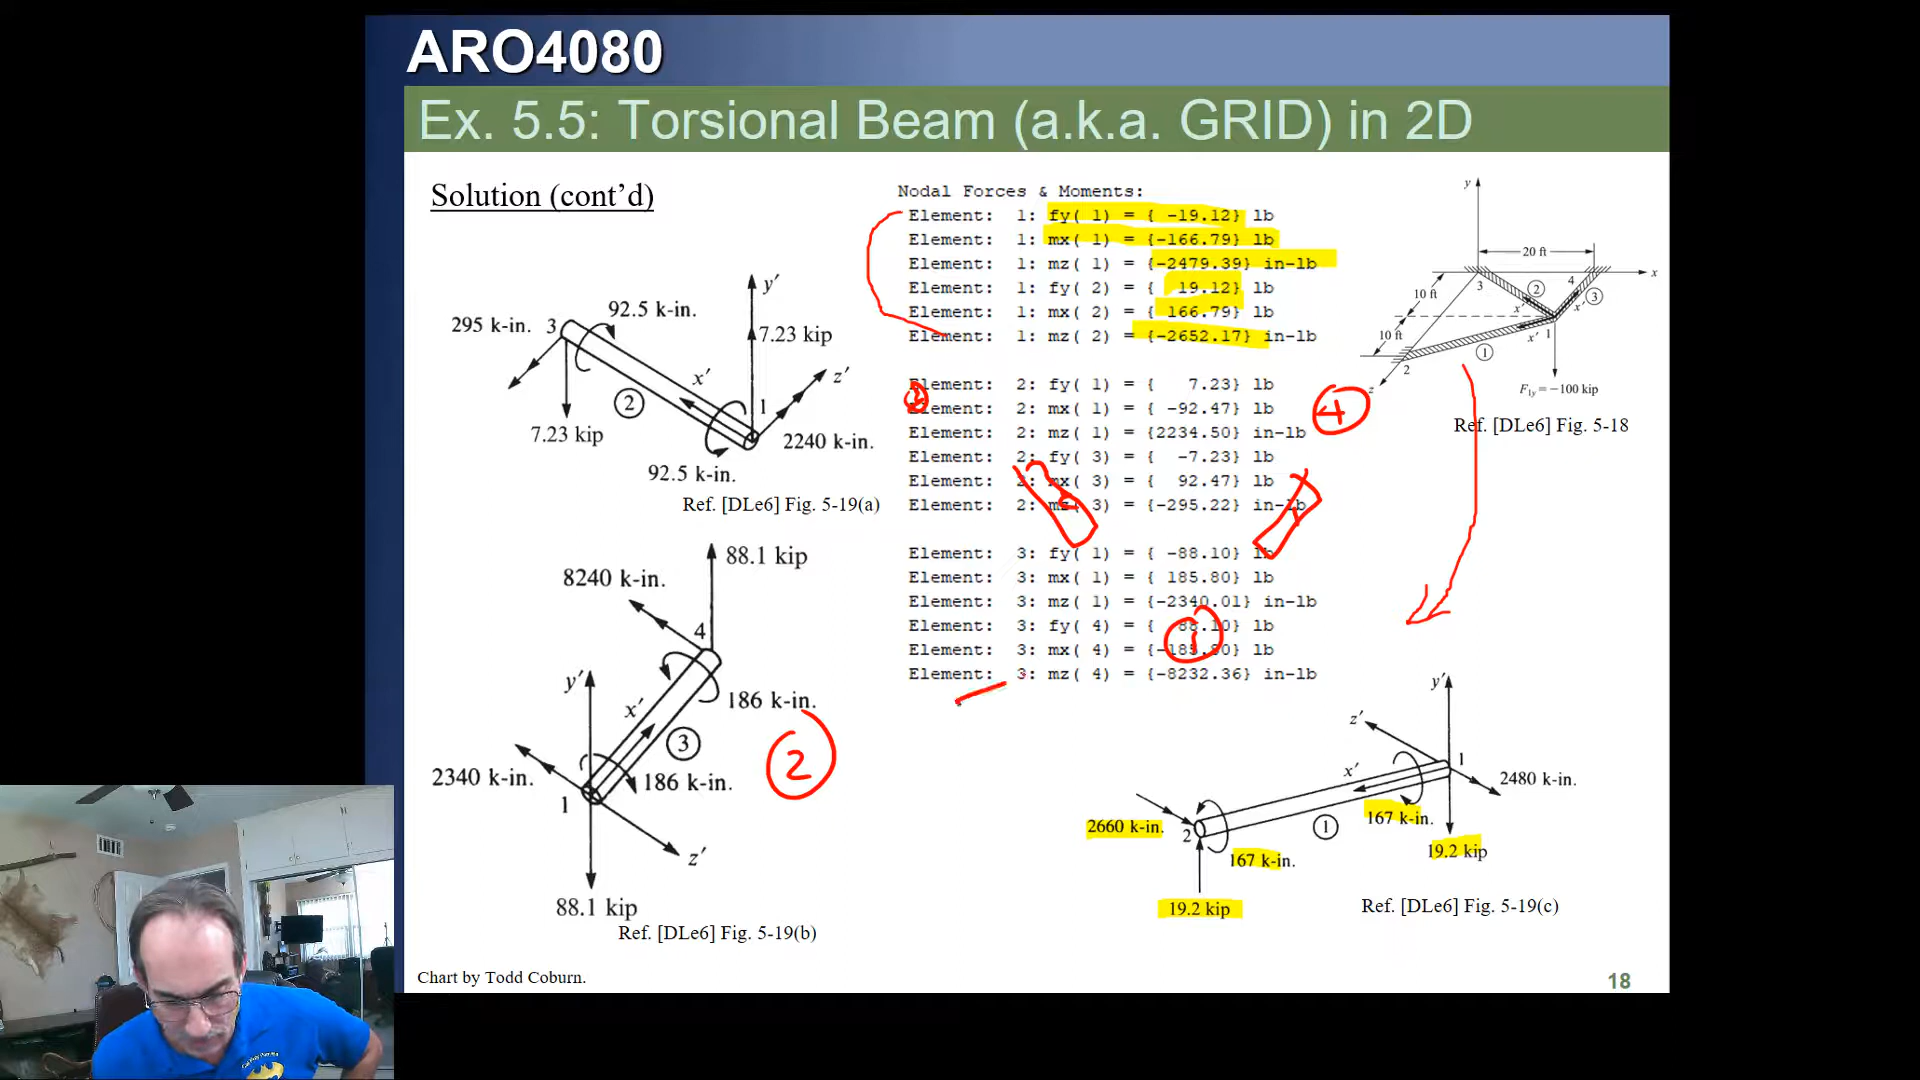 ARO4080
Ex. 5.5: Torsional Beam (a.k.a. GRID) in 2D
Solution (cont'd)
Nodal Forces & Moments:
Element: 1: fy( 1) = { -19.12} lb
Element: 1: mx( 1) = {-166.79} lb
Element: 1: mz( 1) = {-2479.39} in-lb
Element: 1: fy( 2) = { 19.12} lb
Element: 1: mx( 2) = { 166.79} lb
Element: 1: mz( 2) = {-2652.17} in-lb
Element: 2: fy( 1) = { 7.23} lb
Element: 2: mx( 1) = { -92.47} lb
Element: 2: mz( 1) = {2234.50} in-lb
Element: 2: fy( 3) = { -7.23} lb
Element: 2: mx( 3) = { 92.47} lb
Element: 2: mz( 3) = {-295.22} in-lb
Element: 3: fy( 1) = { -88.10} lb
Element: 3: mx( 1) = { 185.80} lb
Element: 3: mz( 1) = {-2340.01} in-lb
Element: 3: fy( 4) = { 88.10} lb
Element: 3: mx( 4) = {-185.80} lb
Element: 3: mz( 4) = {-8232.36} in-lb
4
1
y
20 ft
x
3
4
2
3
10 ft
x'
x'
10 ft
x' 1
1
2
z
F1y = −100 kip
Ref. [DLe6] Fig. 5-18
y'
295 k-in.
3
92.5 k-in.
7.23 kip
x'
z'
2
1
7.23 kip
2240 k-in.
92.5 k-in.
Ref. [DLe6] Fig. 5-19(a)
88.1 kip
8240 k-in.
4
y'
x'
186 k-in.
3
2
2340 k-in.
186 k-in.
1
z'
88.1 kip
Ref. [DLe6] Fig. 5-19(b)
y'
z'
1
x'
2480 k-in.
2660 k-in.
2
167 k-in.
1
167 k-in.
19.2 kip
19.2 kip
Ref. [DLe6] Fig. 5-19(c)
Chart by Todd Coburn.
18